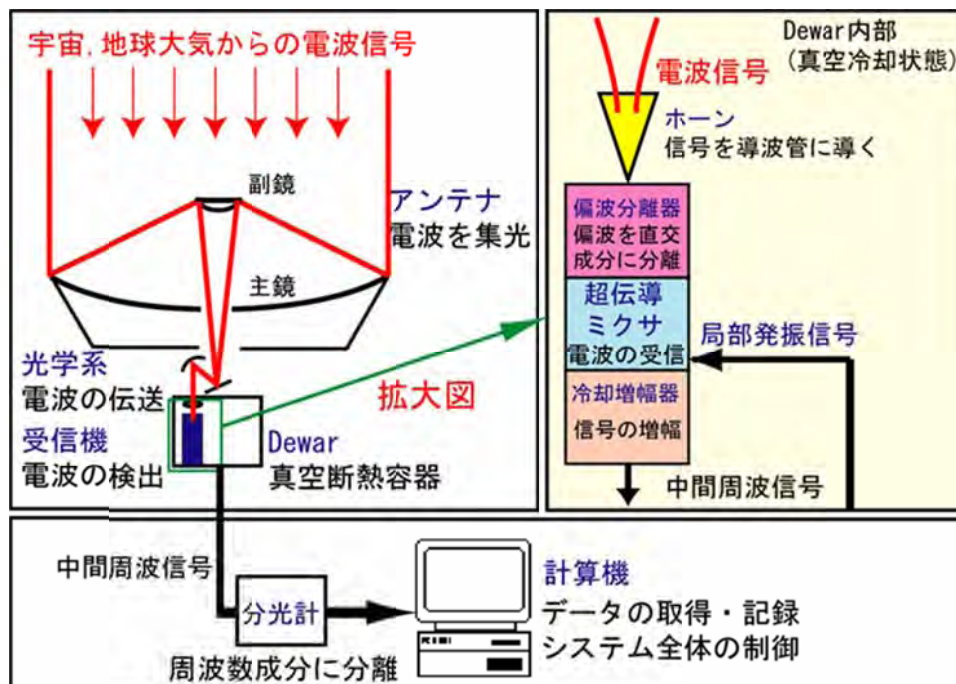 宇宙,地球大気からの電波信号
副鏡
アンテナ
電波を集光
主鏡
光学系
電波の伝送
拡大図
受信機
電波の検出
Dewar
真空断熱容器
Dewar内部
(真空冷却状態)
電波信号
ホーン
信号を導波管に導く
偏波分離器
偏波を直交
成分に分離
超伝導
ミクサ
電波の受信
局部発振信号
冷却増幅器
信号の増幅
中間周波信号
中間周波信号
分光計
周波数成分に分離
計算機
データの取得・記録
システム全体の制御